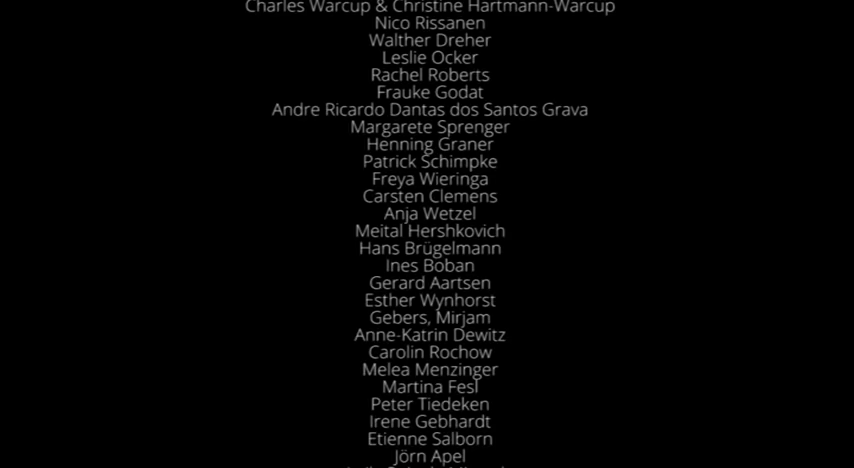 Charles Warcup & Christine Hartmann-Warcup
Nico Rissanen
Walther Dreher
Leslie Ocker
Rachel Roberts
Frauke Godat
Andre Ricardo Dantas dos Santos Grava
Margarete Sprenger
Henning Graner
Patrick Schimpke
Freya Wieringa
Carsten Clemens
Anja Wetzel
Meital Hershkovich
Hans Brügelmann
Ines Boban
Gerard Aartsen
Esther Wynhorst
Gebers, Mirjam
Anne-Katrin Dewitz
Carolin Rochow
Melea Menzinger
Martina Fesl
Peter Tiedeken
Irene Gebhardt
Etienne Salborn
Jörn Apel